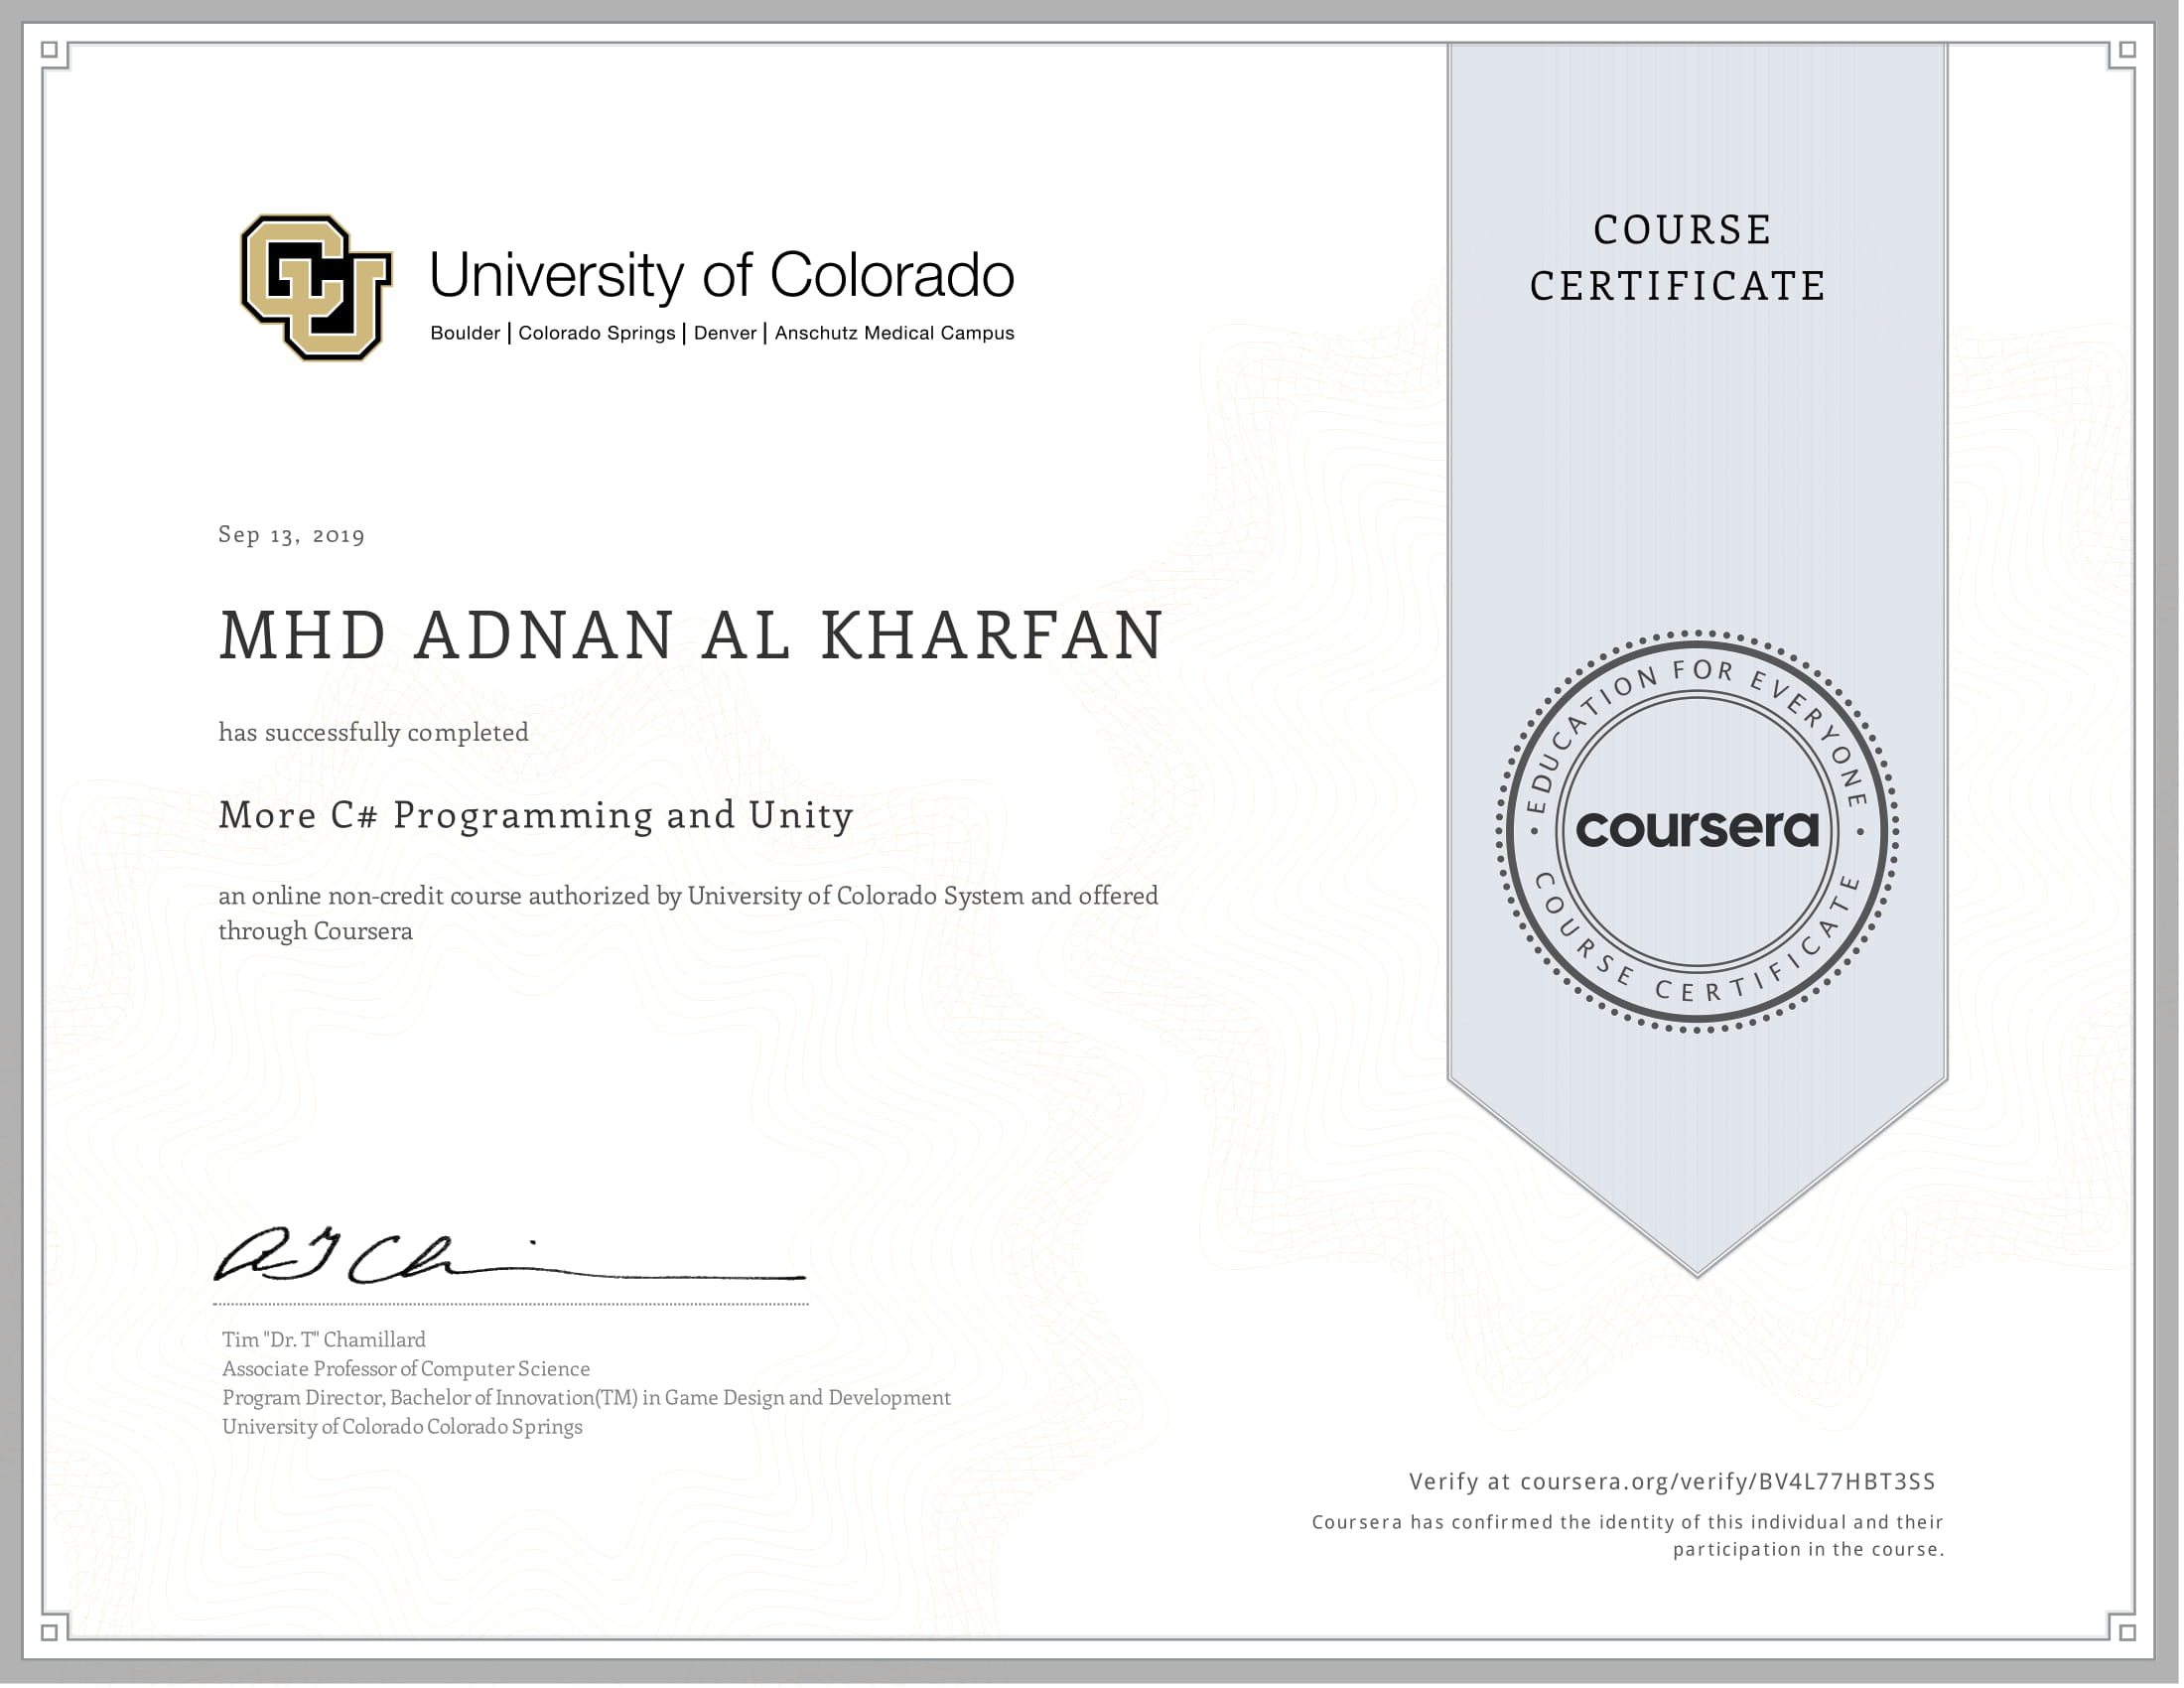 CU
University of Colorado
Boulder | Colorado Springs | Denver | Anschutz Medical Campus
COURSE
CERTIFICATE
Sep 13, 2019
MHD ADNAN AL KHARFAN
has successfully completed
More C# Programming and Unity
an online non-credit course authorized by University of Colorado System and offered
through Coursera
EDUCATION FOR EVERYONE
coursera
COURSE CERTIFICATE
Tim "Dr. T" Chamillard
Associate Professor of Computer Science
Program Director, Bachelor of Innovation(TM) in Game Design and Development
University of Colorado Colorado Springs
Verify at coursera.org/verify/BV4L77HBT3SS
Coursera has confirmed the identity of this individual and their
participation in the course.